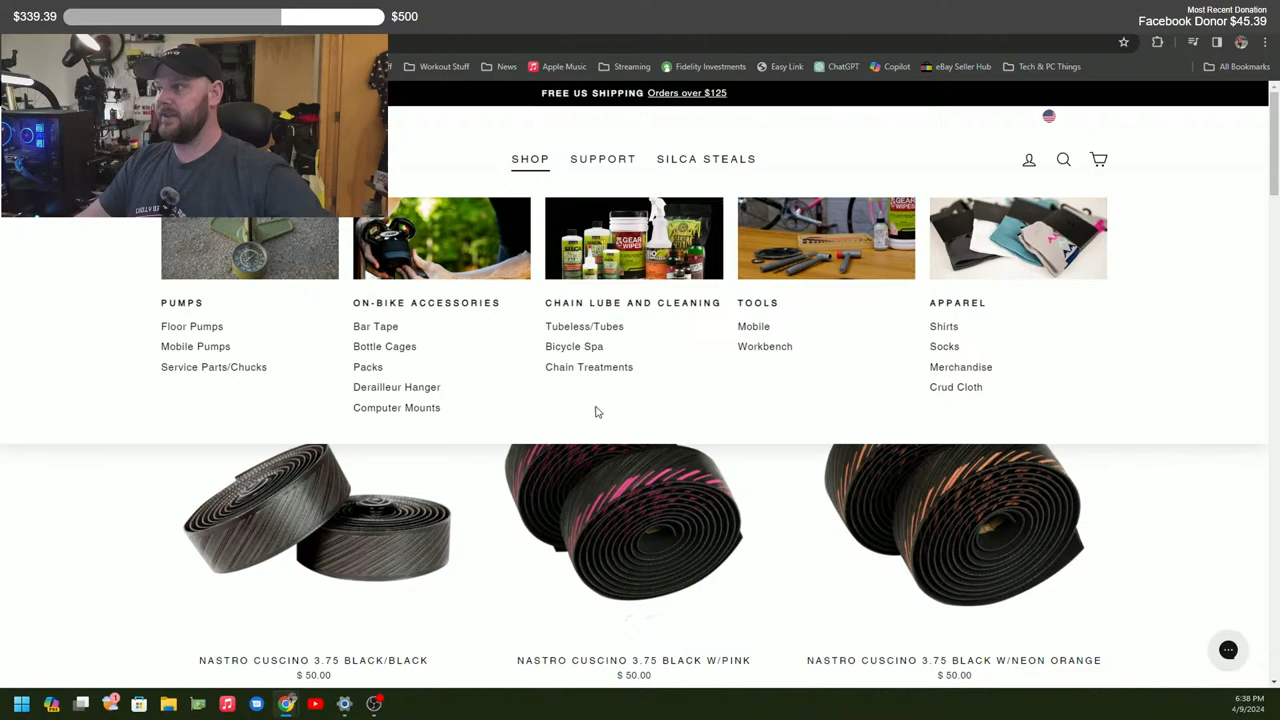 $339.39
$500
Most Recent Donation
Facebook Donor $45.39
Workout Stuff
News
Apple Music
Streaming
Fidelity Investments
Easy Link
ChatGPT
Copilot
eBay Seller Hub
Tech & PC Things
All Bookmarks
FREE US SHIPPING Orders over $125
SHOP
SUPPORT
SILCA STEALS
PUMPS
Floor Pumps
Mobile Pumps
Service Parts/Chucks
ON-BIKE ACCESSORIES
Bar Tape
Bottle Cages
Packs
Derailleur Hanger
Computer Mounts
GEAR
WIPES
CHAIN LUBE AND CLEANING
Tubeless/Tubes
Bicycle Spa
Chain Treatments
TOOLS
Mobile
Workbench
APPAREL
Shirts
Socks
Merchandise
Crud Cloth
NASTRO CUSCINO 3.75 BLACK/BLACK
$ 50.00
NASTRO CUSCINO 3.75 BLACK W/PINK
$ 50.00
NASTRO CUSCINO 3.75 BLACK W/NEON ORANGE
$ 50.00
6:38 PM
4/9/2024